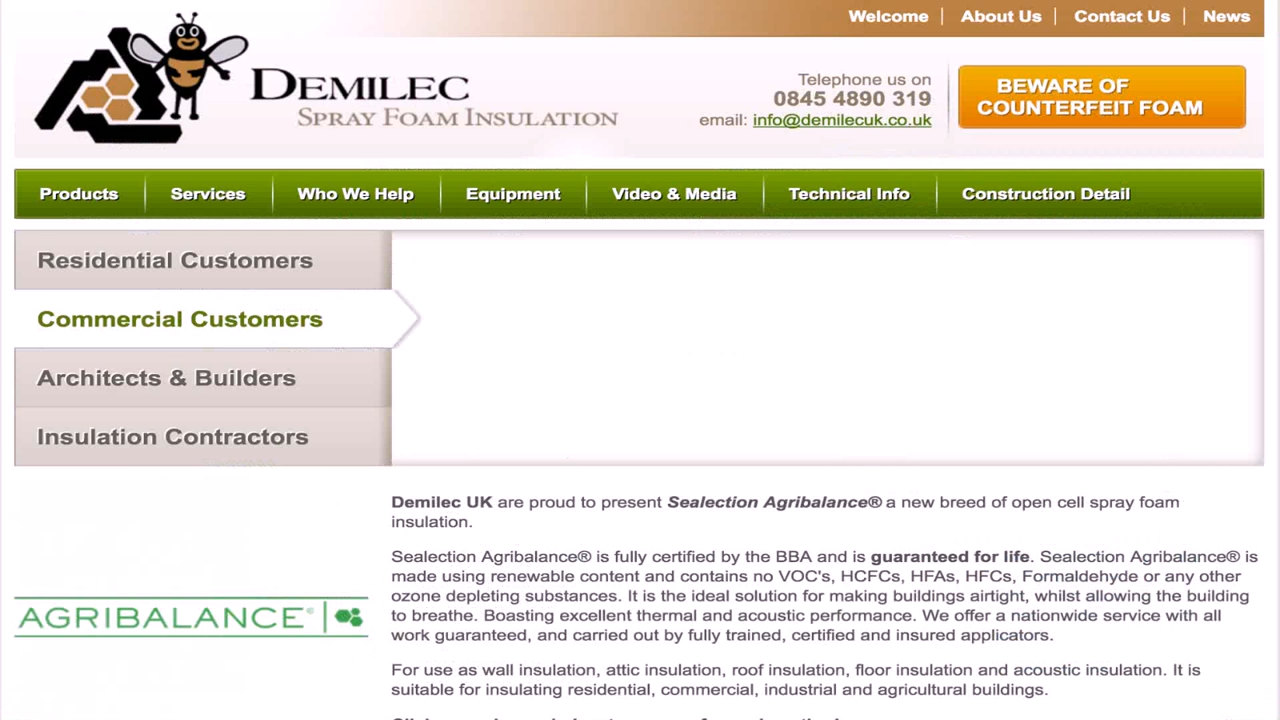 Welcome
About Us
Contact Us
News
DEMILEC
SPRAY FOAM INSULATION
Telephone us on
0845 4890 319
email: info@demilecuk.co.uk
BEWARE OF
COUNTERFEIT FOAM
Products
Services
Who We Help
Equipment
Video & Media
Technical Info
Construction Detail
Residential Customers
Commercial Customers
Architects & Builders
Insulation Contractors
Demilec UK are proud to present Sealection Agribalance® a new breed of open cell spray foam
insulation.
Sealection Agribalance® is fully certified by the BBA and is guaranteed for life. Sealection Agribalance® is
made using renewable content and contains no VOC's, HCFCs, HFAs, HFCs, Formaldehyde or any other
ozone depleting substances. It is the ideal solution for making buildings airtight, whilst allowing the building
to breathe. Boasting excellent thermal and acoustic performance. We offer a nationwide service with all
work guaranteed, and carried out by fully trained, certified and insured applicators.
AGRIBALANCE®
For use as wall insulation, attic insulation, roof insulation, floor insulation and acoustic insulation. It is
suitable for insulating residential, commercial, industrial and agricultural buildings.